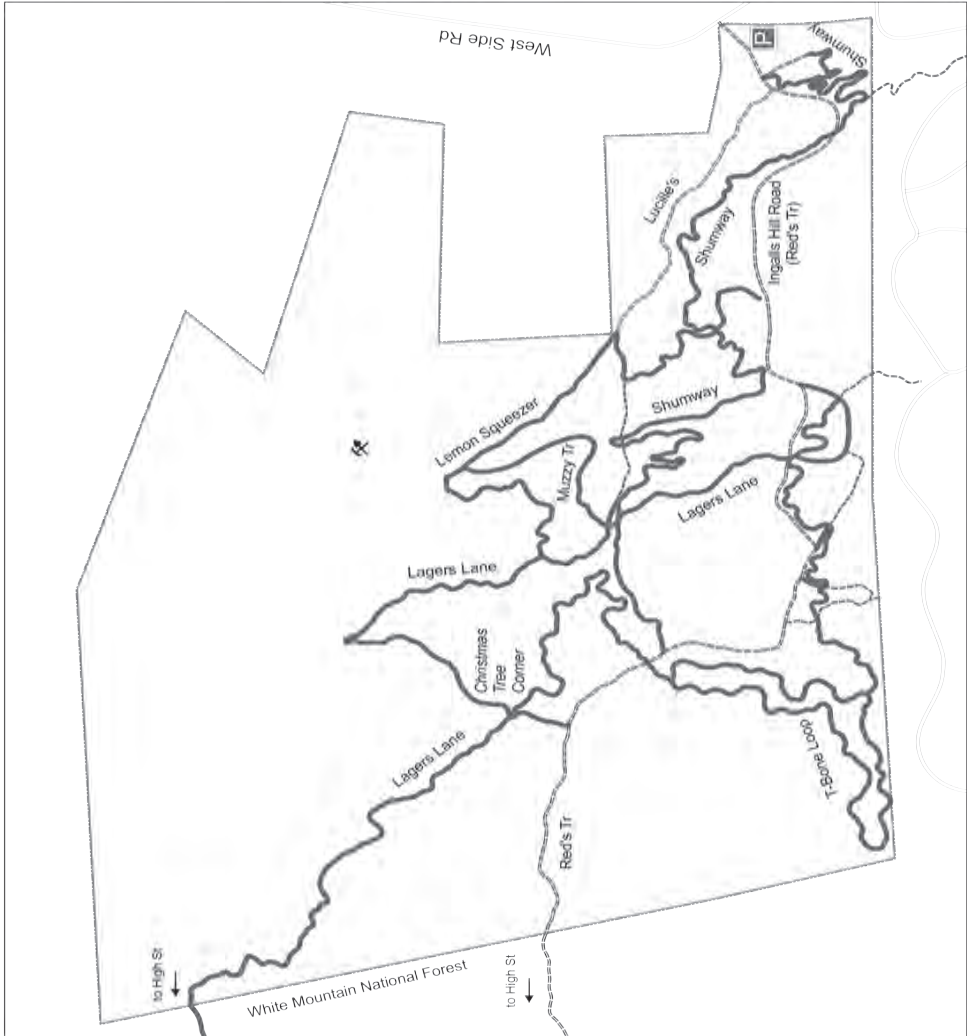 West Side Rd
P
Shumway
Lucille's
Shumway
Ingalls Hill Road
(Red's Tr)
Lemon Squeezer
Shumway
Muzzy Tr
Lagers Lane
Lagers Lane
Christmas
Tree
Corner
Lagers Lane
T-Bone Loop
Red's Tr
to High St
to High St
White Mountain National Forest